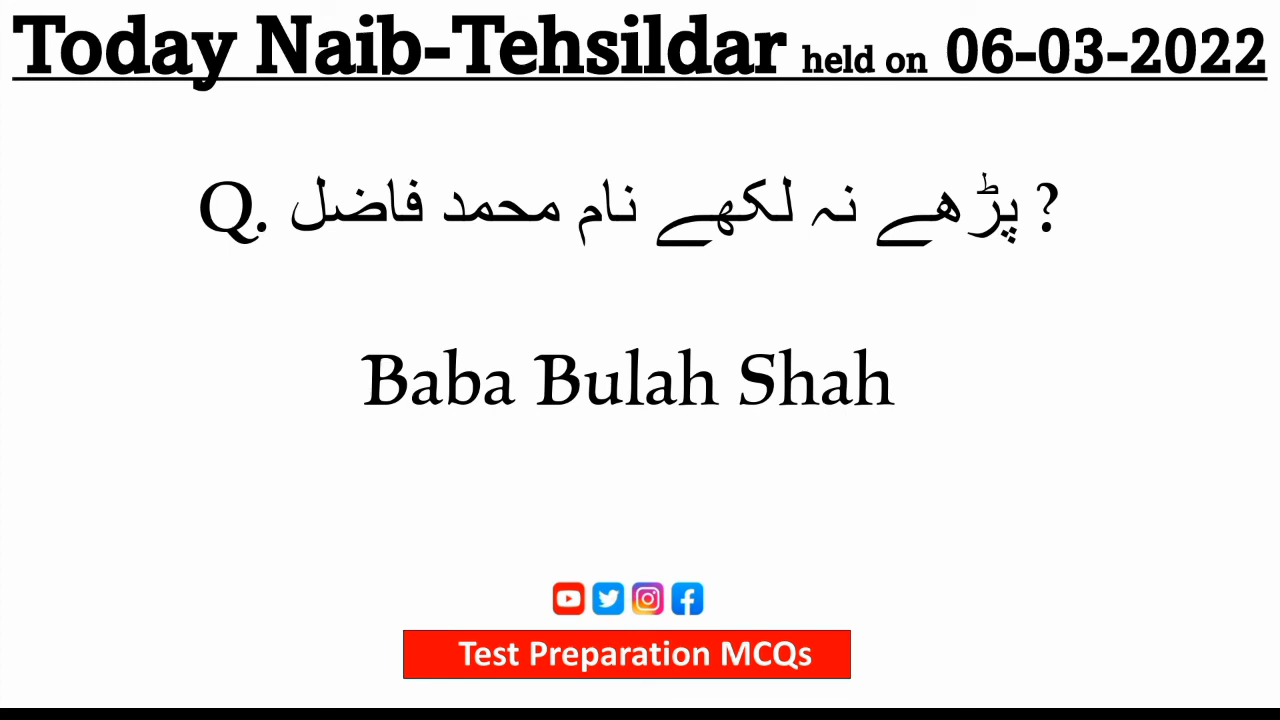 Today Naib-Tehsildar held on 06-03-2022
Q. پڑھے نہ لکھے نام محمد فاضل ?
Baba Bulah Shah
Test Preparation MCQs